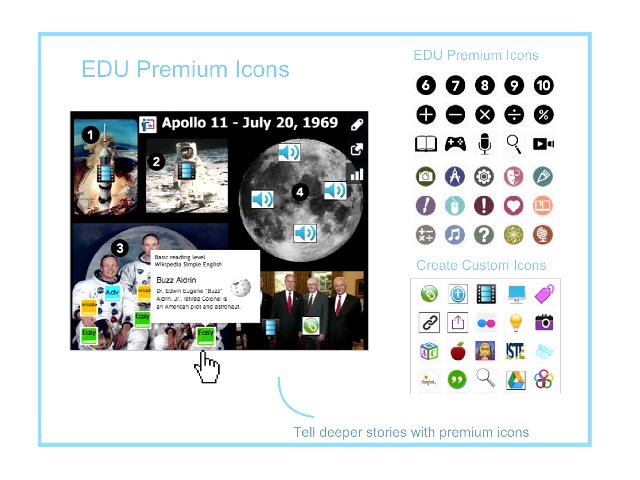 EDU Premium Icons
EDU Premium Icons
6 7 8 9 10
+ − × ÷ %
1
Apollo 11 - July 20, 1969
2
4
3
Basic reading level
Wikipedia Simple English
Buzz Aldrin
Dr. Edwin Eugene "Buzz"
Aldrin, Jr., retired Colonel is
an American pilot and astronaut.
Adv
Middle
Easy
Easy
Easy
Create Custom Icons
ISTE
Tell deeper stories with premium icons